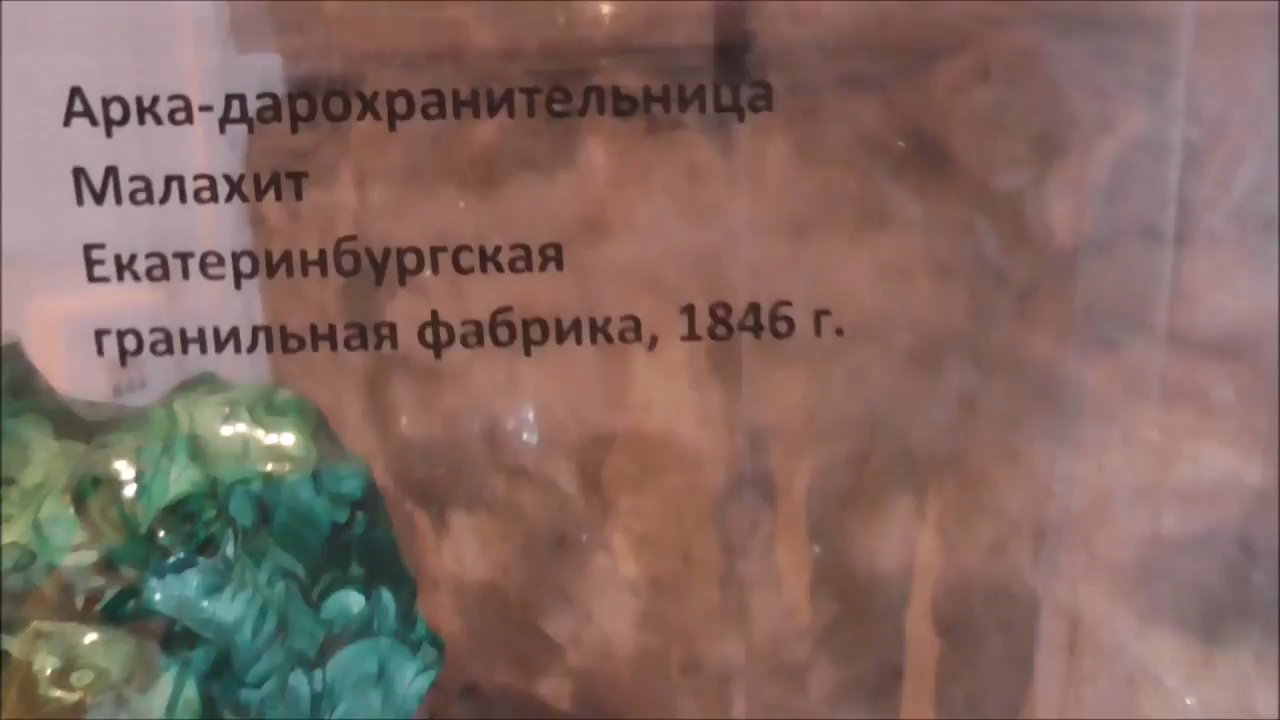 Арка-дарохранительница
Малахит
Екатеринбургская
гранильная фабрика, 1846 г.